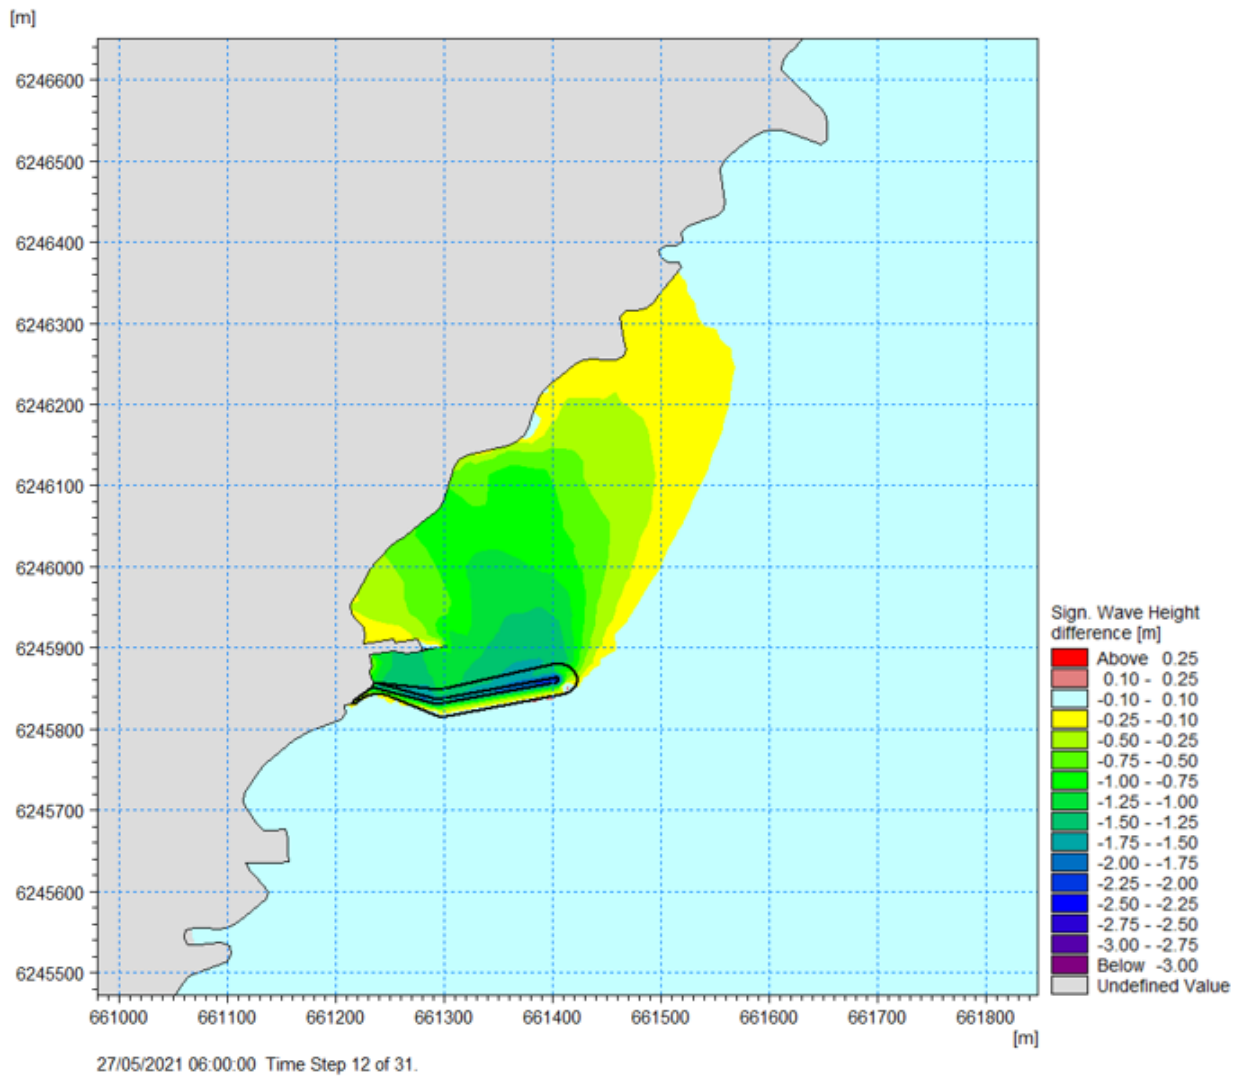 [m]
6246600
6246500
6246400
6246300
6246200
6246100
6246000
5245900
6245800
6245700
6245600
6245500
661000 661100 661200 661300 661400 661500 661600 661700 661800
[m]
Sign. Wave Height
difference [m]
Above 0.25
0.10 - 0.25
-0.10 - 0.10
-0.25 - -0.10
-0.50 - -0.25
-0.75 - -0.50
-1.00 - -0.75
-1.25 - -1.00
-1.50 - -1.25
-1.75 - -1.50
-2.00 - -1.75
-2.25 - -2.00
-2.50 - -2.25
-2.75 - -2.50
-3.00 - -2.75
Below -3.00
Undefined Value
27/05/2021 06:00:00 Time Step 12 of 31.